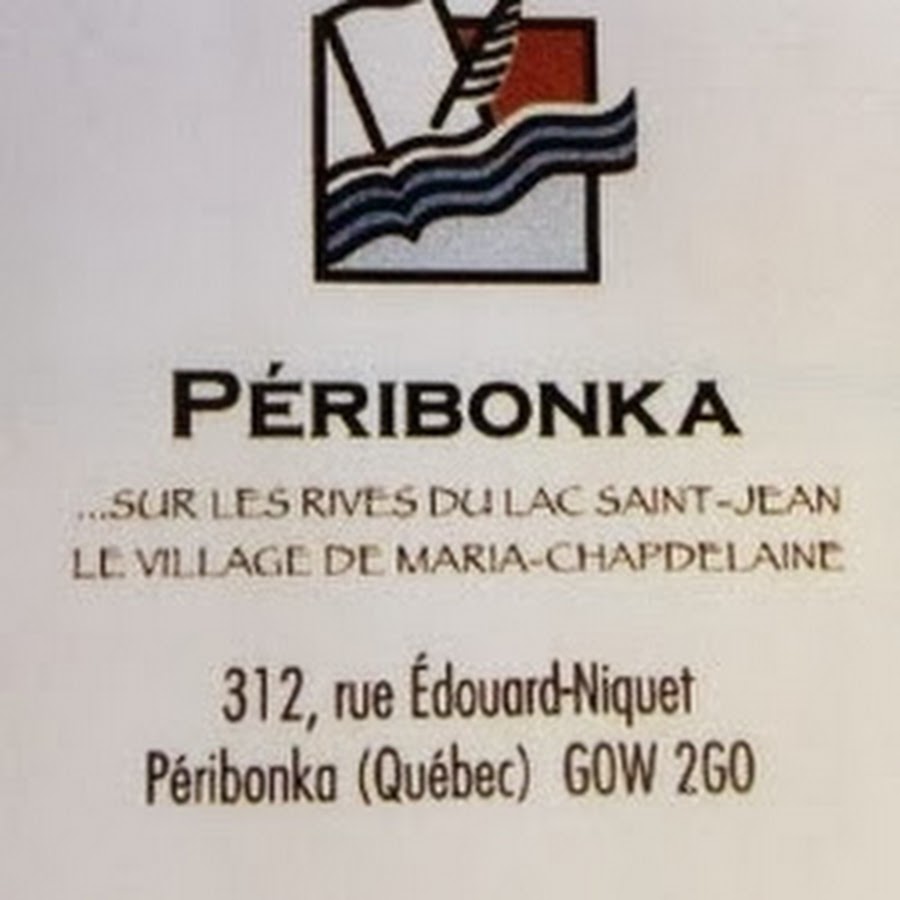 PÉRIBONKA
...SUR LES RIVES DU LAC SAINT-JEAN
LE VILLAGE DE MARIA-CHAPDELAINE
312, rue Édouard-Niquet
Péribonka (Québec) G0W 2G0